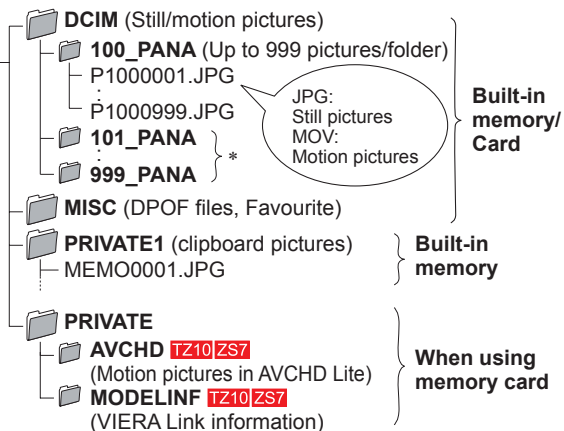 DCIM (Still/motion pictures)
100_PANA (Up to 999 pictures/folder)
P1000001.JPG
:
P1000999.JPG
JPG:
Still pictures
MOV:
Motion pictures
101_PANA
:
999_PANA
*
MISC (DPOF files, Favourite)
Built-in
memory/
Card
PRIVATE1 (clipboard pictures)
MEMO0001.JPG
Built-in
memory
PRIVATE
AVCHD TZ10 ZS7
(Motion pictures in AVCHD Lite)
MODELINF TZ10 ZS7
(VIERA Link information)
When using
memory card